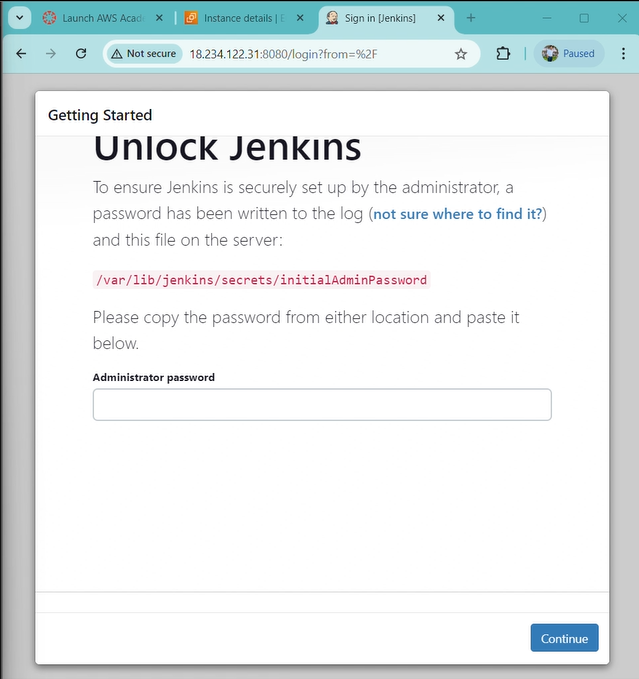 Launch AWS Acade
Instance details | E
Sign in [Jenkins]
Not secure
18.234.122.31:8080/login?from=%2F
Paused
Getting Started
Unlock Jenkins
To ensure Jenkins is securely set up by the administrator, a
password has been written to the log (not sure where to find it?)
and this file on the server:
/var/lib/jenkins/secrets/initialAdminPassword
Please copy the password from either location and paste it
below.
Administrator password
Continue